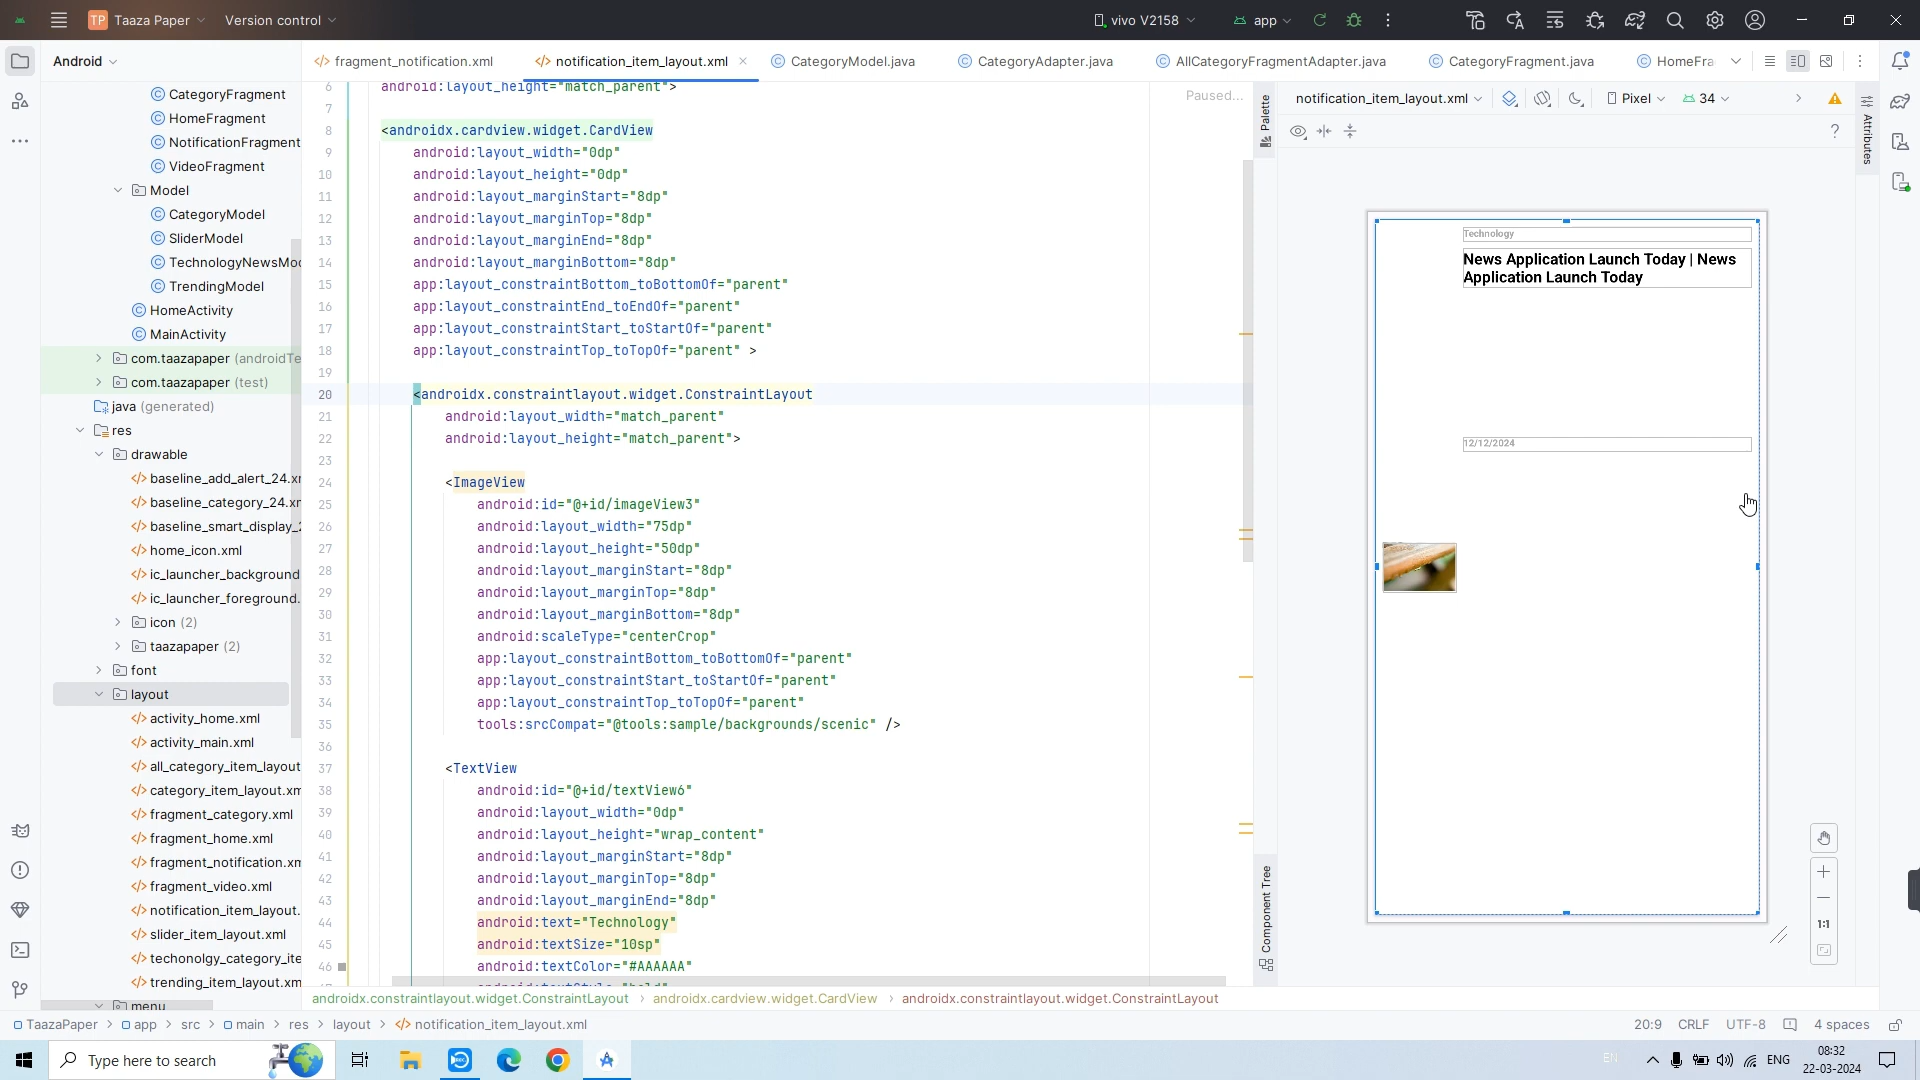 TP Taaza Paper
Version control
vivo V2158
app
Android
fragment_notification.xml
notification_item_layout.xml
CategoryModel.java
CategoryAdapter.java
AllCategoryFragmentAdapter.java
CategoryFragment.java
HomeFra
CategoryFragment
HomeFragment
NotificationFragment
VideoFragment
Model
CategoryModel
SliderModel
TechnologyNewsMo
TrendingModel
HomeActivity
MainActivity
com.taazapaper (androidTe
com.taazapaper (test)
java (generated)
res
drawable
baseline_add_alert_24.x
baseline_category_24.x
baseline_smart_display_
home_icon.xml
ic_launcher_background
ic_launcher_foreground.
icon (2)
taazapaper (2)
font
layout
activity_home.xml
activity_main.xml
all_category_item_layout
category_item_layout.xm
fragment_category.xml
fragment_home.xml
fragment_notification.xm
fragment_video.xml
notification_item_layout.
slider_item_layout.xml
techonolgy_category_ite
trending_item_layout.xm
menu
Paused...
6 android:layout_height="match_parent">
7
8 <androidx.cardview.widget.CardView
9 android:layout_width="0dp"
10 android:layout_height="0dp"
11 android:layout_marginStart="8dp"
12 android:layout_marginTop="8dp"
13 android:layout_marginEnd="8dp"
14 android:layout_marginBottom="8dp"
15 app:layout_constraintBottom_toBottomOf="parent"
16 app:layout_constraintEnd_toEndOf="parent"
17 app:layout_constraintStart_toStartOf="parent"
18 app:layout_constraintTop_toTopOf="parent" >
19
20 <androidx.constraintlayout.widget.ConstraintLayout
21 android:layout_width="match_parent"
22 android:layout_height="match_parent">
23
24 <ImageView
25 android:id="@+id/imageView3"
26 android:layout_width="75dp"
27 android:layout_height="50dp"
28 android:layout_marginStart="8dp"
29 android:layout_marginTop="8dp"
30 android:layout_marginBottom="8dp"
31 android:scaleType="centerCrop"
32 app:layout_constraintBottom_toBottomOf="parent"
33 app:layout_constraintStart_toStartOf="parent"
34 app:layout_constraintTop_toTopOf="parent"
35 tools:srcCompat="@tools:sample/backgrounds/scenic" />
36
37 <TextView
38 android:id="@+id/textView6"
39 android:layout_width="0dp"
40 android:layout_height="wrap_content"
41 android:layout_marginStart="8dp"
42 android:layout_marginTop="8dp"
43 android:layout_marginEnd="8dp"
44 android:text="Technology"
45 android:textSize="10sp"
46 android:textColor="#AAAAAA"
androidx.constraintlayout.widget.ConstraintLayout
androidx.cardview.widget.CardView
androidx.constraintlayout.widget.ConstraintLayout
Palette
Component Tree
notification_item_layout.xml
Pixel
34
?
Attributes
Technology
News Application Launch Today | News
Application Launch Today
12/12/2024
1:1
TaazaPaper > app > src > main > res > layout > notification_item_layout.xml
20:9
CRLF
UTF-8
4 spaces
Type here to search
ENG
08:32
22-03-2024